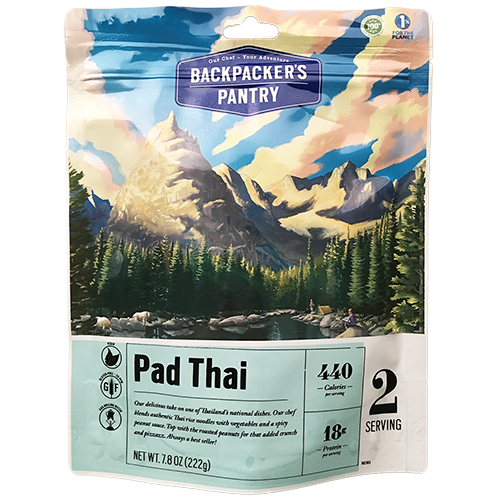 Our Chef – Your Adventure
BACKPACKER'S
PANTRY
1%
FOR THE
PLANET
Pad Thai
GF
Our delicious take on one of Thailand's national dishes. Our chef
blends authentic Thai rice noodles with vegetables and a spicy
peanut sauce. Top with the roasted peanuts for that added crunch
and pizzazz. Always a best seller!
NET WT. 7.8 OZ (222g)
440
Calories
per serving
18g
Protein
per serving
2
SERVING